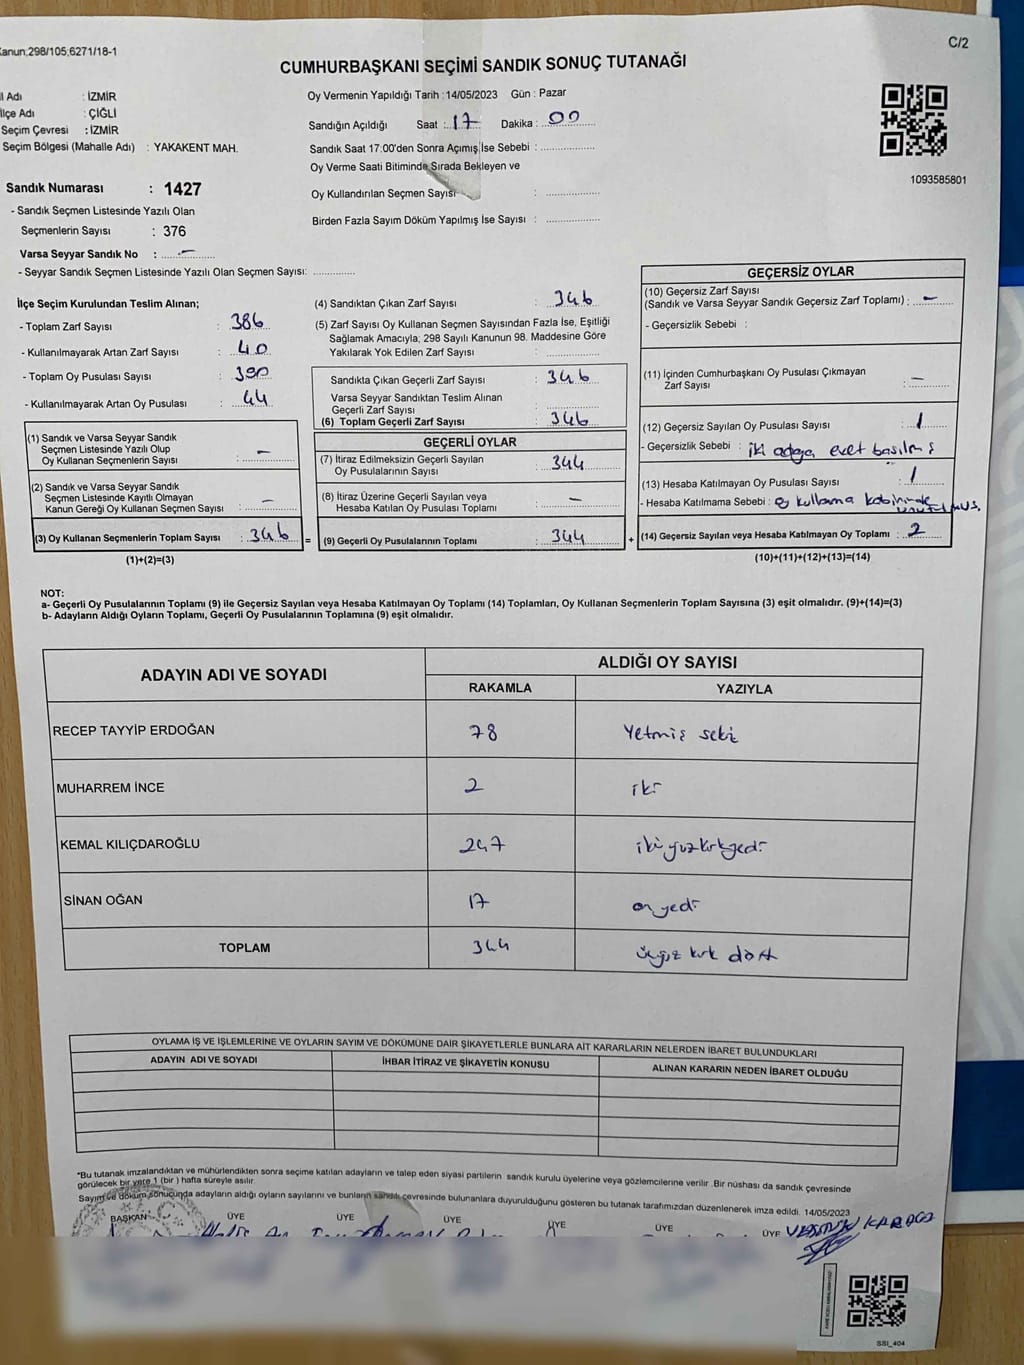 Kanun:298/105;6271/18-1
C/2
CUMHURBAŞKANI SEÇİMİ SANDIK SONUÇ TUTANAĞI
İl Adı : İZMİR
İlçe Adı : ÇİĞLİ
Seçim Çevresi : İZMİR
Seçim Bölgesi (Mahalle Adı) : YAKAKENT MAH.
Oy Vermenin Yapıldığı Tarih :14/05/2023 Gün : Pazar
Sandığın Açıldığı Saat : 17 Dakika : 00
Sandık Saat 17:00'den Sonra Açımış İse Sebebi :
Oy Verme Saati Bitiminde Sırada Bekleyen ve
Oy Kullandırılan Seçmen Sayısı :
Birden Fazla Sayım Döküm Yapılmış İse Sayısı :
1093585801
Sandık Numarası : 1427
- Sandık Seçmen Listesinde Yazılı Olan
Seçmenlerin Sayısı : 376
Varsa Seyyar Sandık No : -
- Seyyar Sandık Seçmen Listesinde Yazılı Olan Seçmen Sayısı:
İlçe Seçim Kurulundan Teslim Alınan;
- Toplam Zarf Sayısı : 386
- Kullanılmayarak Artan Zarf Sayısı : 40
- Toplam Oy Pusulası Sayısı : 390
- Kullanılmayarak Artan Oy Pusulası : 44
(1) Sandık ve Varsa Seyyar Sandık
Seçmen Listesinde Yazılı Olup
Oy Kullanan Seçmenlerin Sayısı : -
(2) Sandık ve Varsa Seyyar Sandık
Seçmen Listesinde Kayıtlı Olmayan
Kanun Gereği Oy Kullanan Seçmen Sayısı : -
(3) Oy Kullanan Seçmenlerin Toplam Sayısı : 346 =
(1)+(2)=(3)
(4) Sandıktan Çıkan Zarf Sayısı : 346
(5) Zarf Sayısı Oy Kullanan Seçmen Sayısından Fazla İse, Eşitliği
Sağlamak Amacıyla; 298 Sayılı Kanunun 98. Maddesine Göre
Yakılarak Yok Edilen Zarf Sayısı :
Sandıkta Çıkan Geçerli Zarf Sayısı : 346
Varsa Seyyar Sandıktan Teslim Alınan
Geçerli Zarf Sayısı :
(6) Toplam Geçerli Zarf Sayısı : 346
GEÇERLİ OYLAR
(7) İtiraz Edilmeksizin Geçerli Sayılan
Oy Pusulalarının Sayısı : 344
(8) İtiraz Üzerine Geçerli Sayılan veya
Hesaba Katılan Oy Pusulası Toplamı : -
(9) Geçerli Oy Pusulalarının Toplamı : 344 +
GEÇERSİZ OYLAR
(10) Geçersiz Zarf Sayısı
(Sandık ve Varsa Seyyar Sandık Geçersiz Zarf Toplamı) : -
- Geçersizlik Sebebi :
(11) İçinden Cumhurbaşkanı Oy Pusulası Çıkmayan
Zarf Sayısı : -
(12) Geçersiz Sayılan Oy Pusulası Sayısı : 1
- Geçersizlik Sebebi : iki adaya evet basılmış
(13) Hesaba Katılmayan Oy Pusulası Sayısı : 1
- Hesaba Katılmama Sebebi : oy kullanma kabininde
unutulmuş.
(14) Geçersiz Sayılan veya Hesaba Katılmayan Oy Toplamı : 2
(10)+(11)+(12)+(13)=(14)
NOT:
a- Geçerli Oy Pusulalarının Toplamı (9) ile Geçersiz Sayılan veya Hesaba Katılmayan Oy Toplamı (14) Toplamları, Oy Kullanan Seçmenlerin Toplam Sayısına (3) eşit olmalıdır. (9)+(14)=(3)
b- Adayların Aldığı Oyların Toplamı, Geçerli Oy Pusulalarının Toplamına (9) eşit olmalıdır.
ADAYIN ADI VE SOYADI
ALDIĞI OY SAYISI
RAKAMLA YAZIYLA
RECEP TAYYİP ERDOĞAN 78 Yetmiş sekiz
MUHARREM İNCE 2 iki
KEMAL KILIÇDAROĞLU 247 ikiyüzkırkyedi
SİNAN OĞAN 17 onyedi
TOPLAM 344 üçyüz kırk dört
OYLAMA İŞ VE İŞLEMLERİNE VE OYLARIN SAYIM VE DÖKÜMÜNE DAİR ŞİKAYETLERLE BUNLARA AİT KARARLARIN NELERDEN İBARET BULUNDUKLARI
ADAYIN ADI VE SOYADI İHBAR İTİRAZ VE ŞİKAYETİN KONUSU ALINAN KARARIN NEDEN İBARET OLDUĞU
*Bu tutanak imzalandıktan ve mühürlendikten sonra seçime katılan adayların ve talep eden siyasi partilerin sandık kurulu üyelerine veya gözlemcilerine verilir. Bir nüshası da sandık çevresinde
görülecek bir yere 1 (bir ) hafta süreyle asılır.
Sayım ve döküm sonucunda adayların aldığı oyların sayılarını ve bunların sandık çevresinde bulunanlara duyurulduğunu gösteren bu tutanak tarafımızdan düzenlenerek imza edildi. 14/05/2023
BAŞKAN ÜYE ÜYE ÜYE ÜYE ÜYE ÜYE
SSI_404